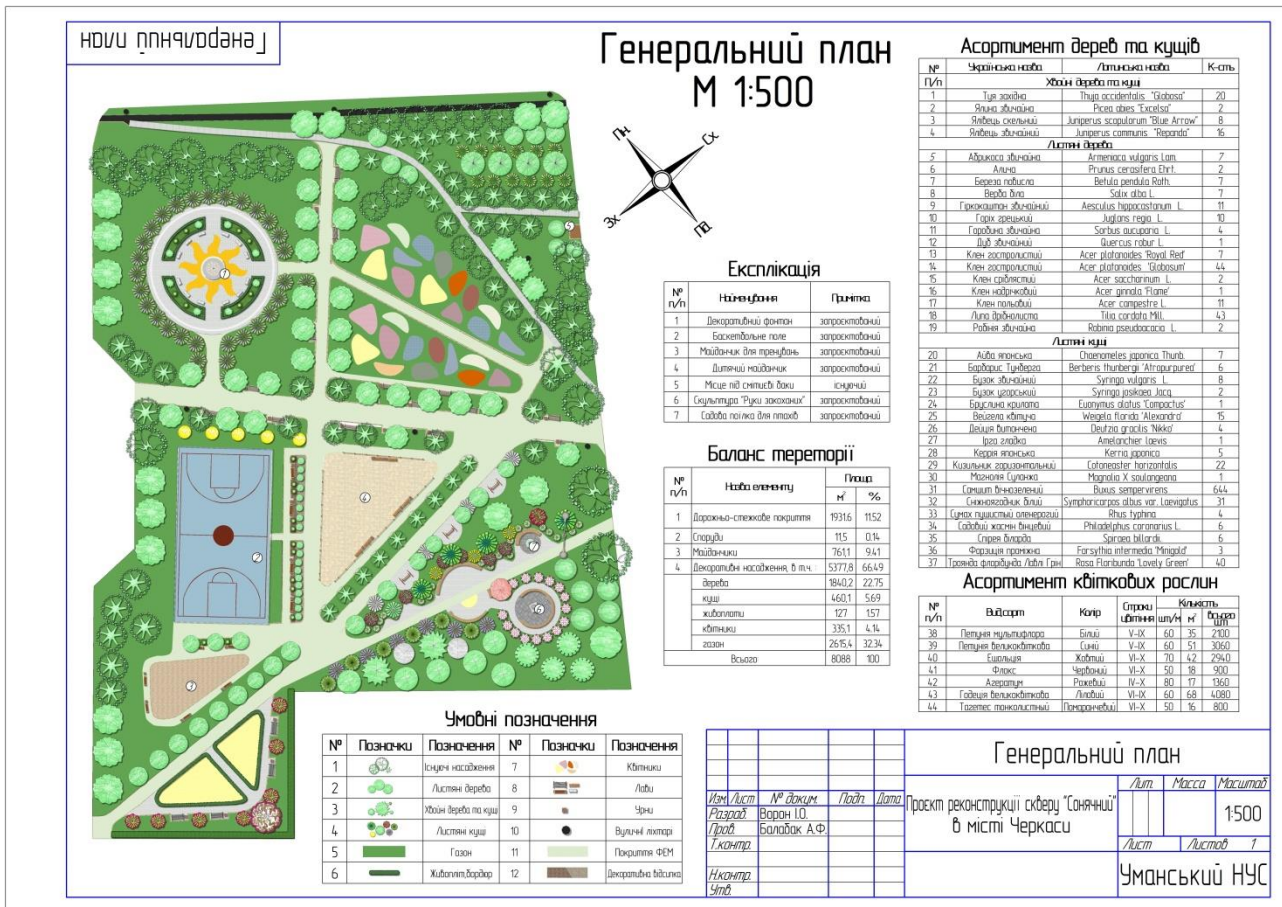 Генеральний план
Генеральний план
М 1:500
Пн
Сх
Зх
Пд
Асортимент дерев та кущів
№ П/п Українська назва Латинська назва К-сть
Хвойні дерева та кущі
1 Туя західна Thuja occidentalis "Globosa" 20
2 Ялина звичайна Picea abies "Excelsa" 2
3 Ялівець скельний Juniperus scopulorum "Blue Arrow" 8
4 Ялівець звичайний Juniperus communis "Repanda" 16
Листяні дерева
5 Абрикоса звичайна Armeniaca vulgaris Lam. 7
6 Алича Prunus cerasifera Ehrt. 2
7 Береза повисла Betula pendula Roth. 7
8 Верба біла Salix alba L. 7
9 Гіркокаштан звичайний Aesculus hippocastanum L. 11
10 Горіх грецький Juglans regia L. 10
11 Горобина звичайна Sorbus aucuparia L. 4
12 Дуб звичайний Quercus robur L. 1
13 Клен гостролистий Acer platanoides 'Royal Red' 7
14 Клен гостролистий Acer platanoides 'Globosum' 44
15 Клен сріблястий Acer saccharinum L. 2
16 Клен надрічковий Acer ginnala 'Flame' 1
17 Клен польовий Acer campestre L. 11
18 Липа дрібнолиста Tilia cordata Mill. 43
19 Робінія звичайна Robinia pseudoacacia L. 2
Листяні кущі
20 Айва японська Chaenomeles japonica Thunb. 7
21 Барбарис Тунберга Berberis thunbergii 'Atropurpurea' 6
22 Бузок звичайний Syringa vulgaris L. 8
23 Бузок угорський Syringa josikaea Jacq. 2
24 Бруслина крилата Euonymus alatus 'Compactus' 1
25 Вейгела квітуча Weigela florida 'Alexandra' 15
26 Дейція витончена Deutzia gracilis 'Nikko' 4
27 Ірга гладка Amelanchier laevis 1
28 Керрія японська Kerria japonica 5
29 Кизильник горизонтальний Cotoneaster horizontalis 22
30 Магнолія Суланжа Magnolia X soulangeana 1
31 Самшит вічнозелений Buxus sempervirens 644
32 Сніжноягідник білий Symphoricarpos albus var. Laevigatus 31
33 Сумах пушистый оленерогий Rhus typhina 4
34 Садовий жасмін вінцевий Philadelphus coronarius L. 6
35 Спірея Біларда Spiraea billardii. 6
36 Форзиція проміжна Forsythia intermedia 'Minigold' 3
37 Троянда флорібунда Лавлі Грін Rosa Floribunda 'Lovely Green' 40
Експлікація
№ п/п Найменування Примітка
1 Декоративний фонтан запроектований
2 Баскетбольне поле запроектований
3 Майданчик для тренувань запроектований
4 Дитячий майданчик запроектований
5 Місце під смітєві баки існуючий
6 Скульптура "Руки закоханих" запроектований
7 Садова поїлка для птахів запроектований
Баланс території
№ п/п Назва елементу Площа
м² %
1 Дорожньо-стежкове покриття 1931.6 11.52
2 Споруди 11,5 0,14
3 Майданчики 761,1 9.41
4 Декоративні насадження, в т.ч. : 5377,8 66.49
дерева 1840,2 22.75
кущі 460,1 5.69
живоплоти 127 1.57
квітники 335,1 4.14
газон 2615,4 32.34
Всього 8088 100
Асортимент квіткових рослин
№ п/п Вид,сорт Колір Строки цвітіння Кількість
шт/м м² всього шт
38 Петунія мультифлора Білий V-IX 60 35 2100
39 Петунія великоквіткова Синій V-IX 60 51 3060
40 Ешольція Жовтий VI-X 70 42 2940
41 Флокс Червоний VI-X 50 18 900
42 Агератум Рожевий IV-X 80 17 1360
43 Годеція великоквіткова Ліловий VI-IX 60 68 4080
44 Тагетес тонколистный Помаранчевий VI-X 50 16 800
Умовні позначення
№ Позначки Позначення № Позначки Позначення
1 Існуючі насадження 7 Квітники
2 Листяні дерева 8 Лави
3 Хвойні дерева та кущі 9 Урни
4 Листяні кущі 10 Вуличні ліхтарі
5 Газон 11 Покриття ФЕМ
6 Живопліт,бордюр 12 Декоративна відсипка
Генеральний план
Изм. Лист № докум. Подп. Дата
Разраб. Ворон І.О.
Пров. Балабак А.Ф.
Т.контр.
Н.контр.
Утв.
Проєкт реконструкції скверу "Сонячний"
в місті Черкаси
Лит. Масса Масштаб
1:500
Лист Листов 1
Уманський НУС
1
2
3
4
5
6
7